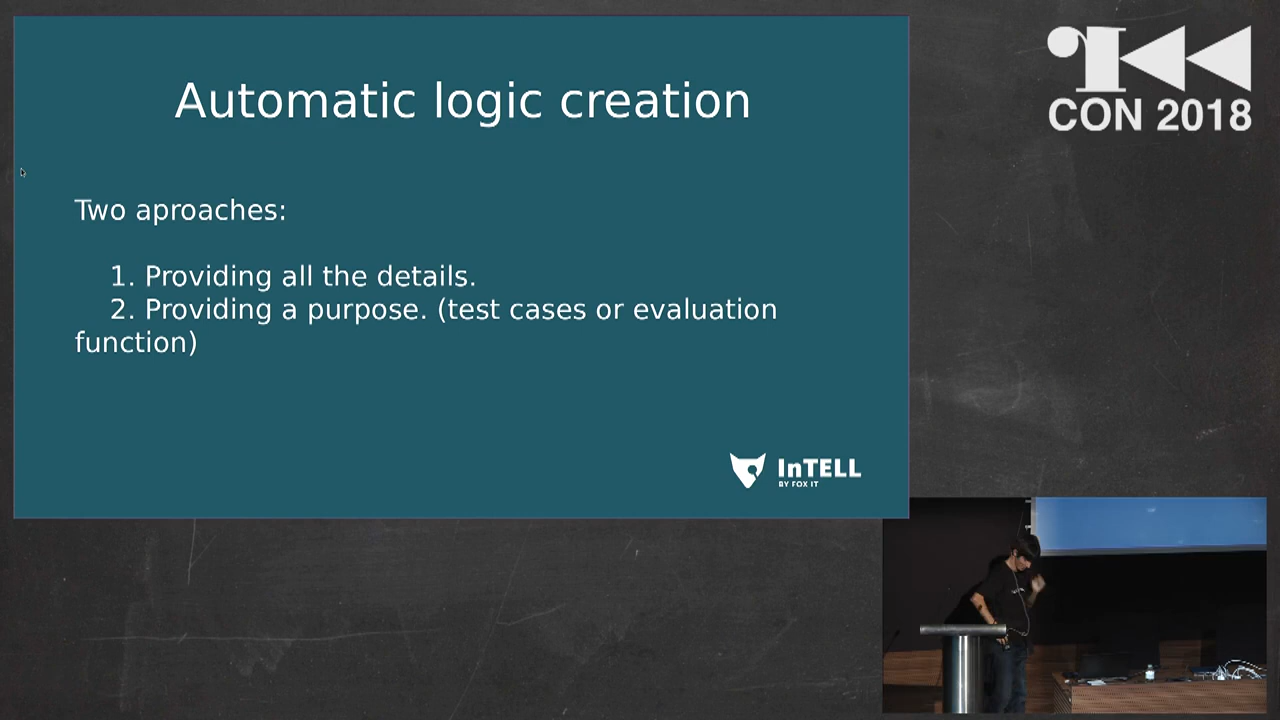 Automatic logic creation
Two aproaches:
1. Providing all the details.
2. Providing a purpose. (test cases or evaluation
function)
InTELL
BY FOX IT
CON 2018